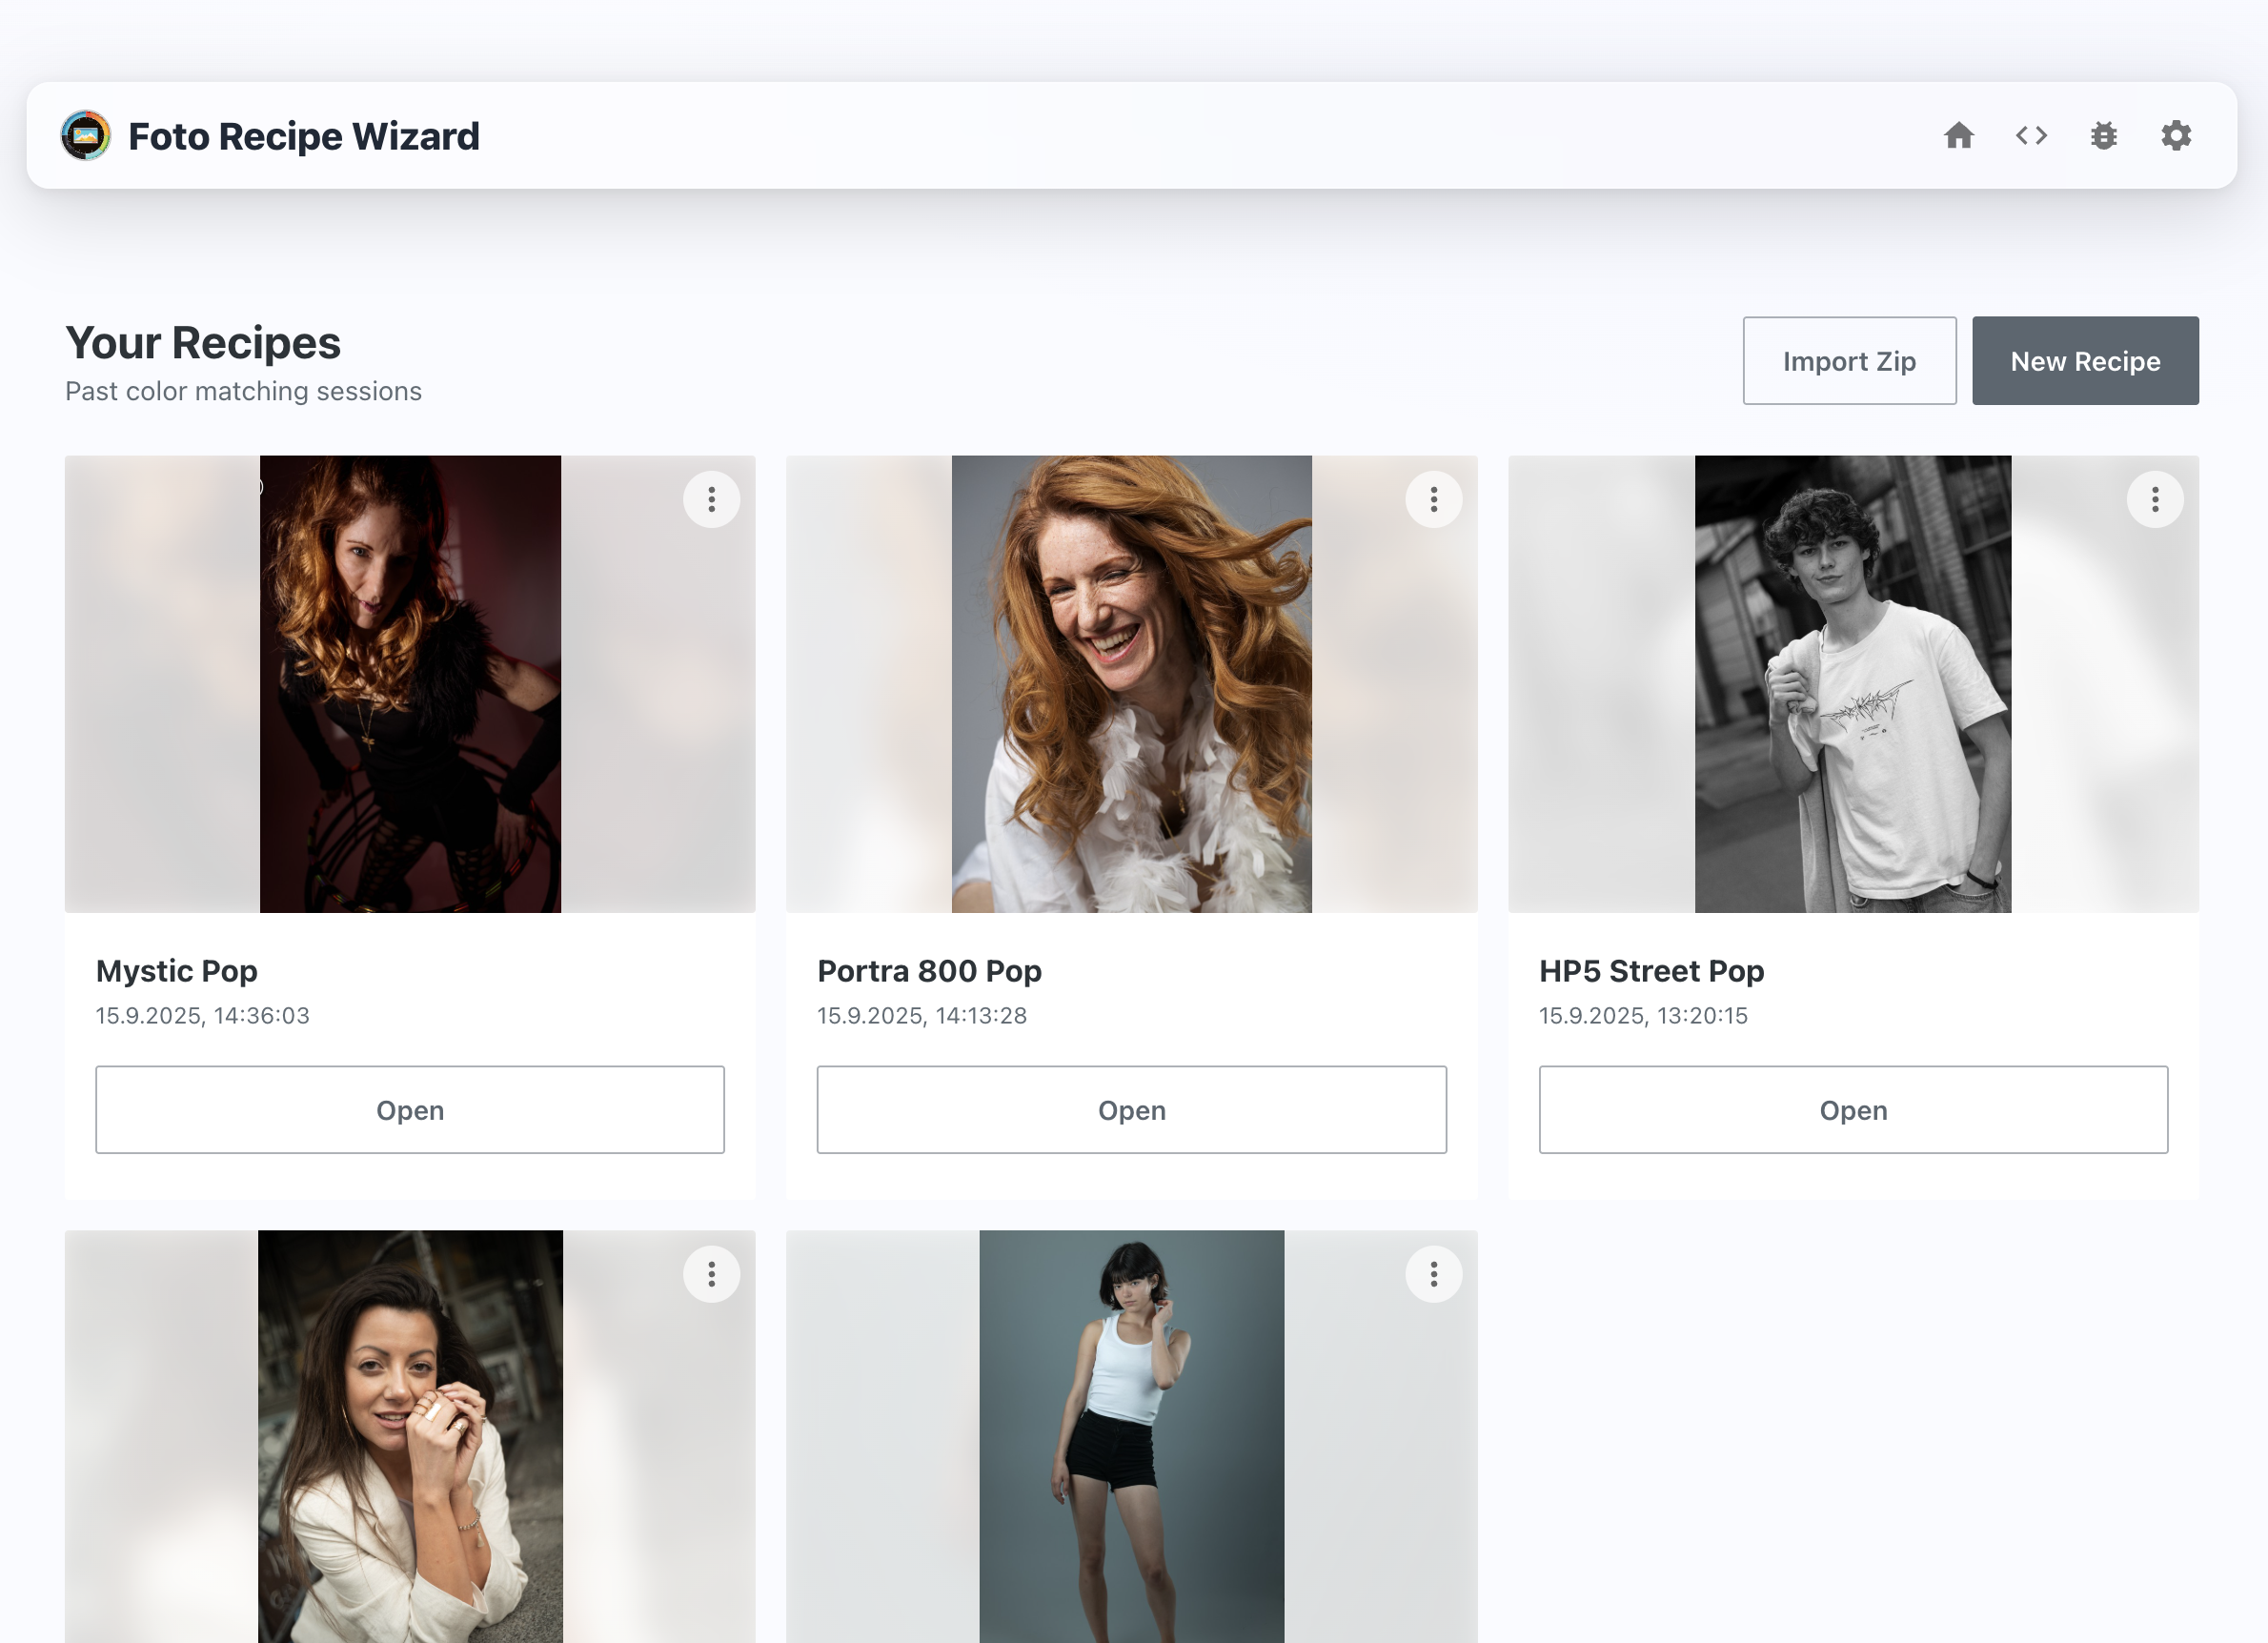 Foto Recipe Wizard
Your Recipes
Past color matching sessions
Import Zip
New Recipe
Mystic Pop
15.9.2025, 14:36:03
Open
Portra 800 Pop
15.9.2025, 14:13:28
Open
HP5 Street Pop
15.9.2025, 13:20:15
Open